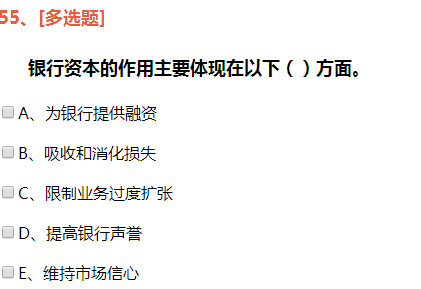 55、[多选题]
银行资本的作用主要体现在以下（ ）方面。
A、为银行提供融资
B、吸收和消化损失
C、限制业务过度扩张
D、提高银行声誉
E、维持市场信心